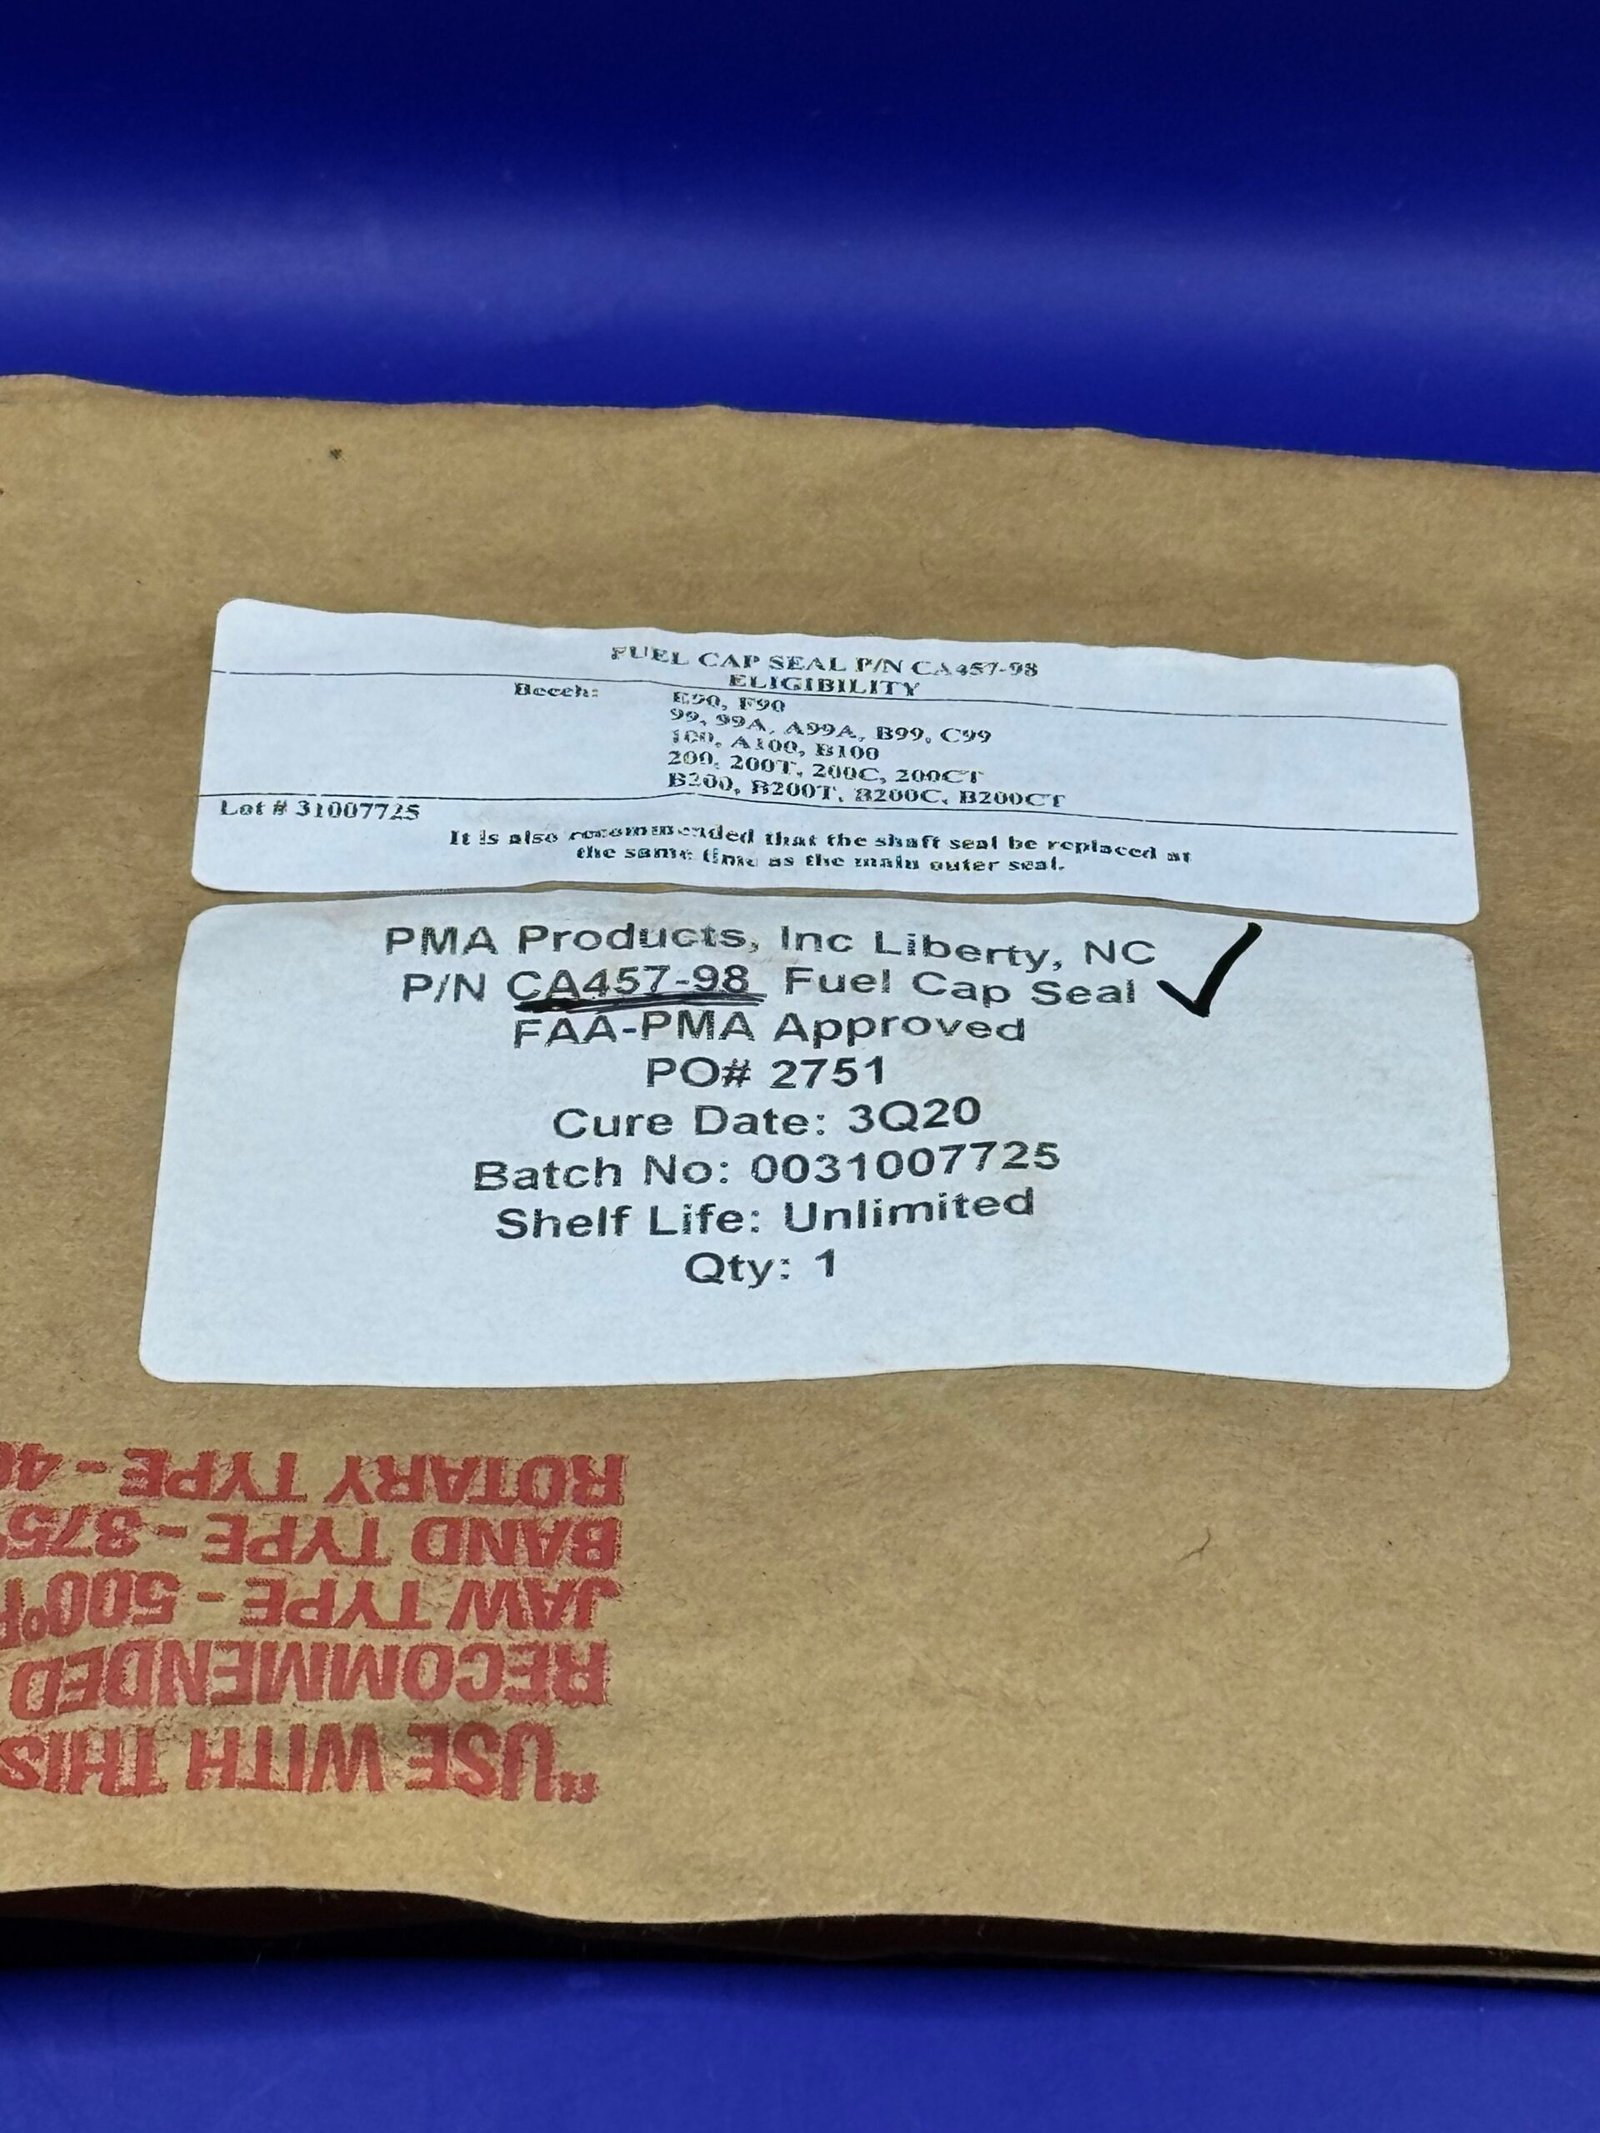 FUEL CAP SEAL P/N CA457-98
ELIGIBILITY
Beech: E90, F90
99, 99A, A99A, B99, C99
100, A100, B100
200, 200T, 200C, 200CT
B200, B200T, B200C, B200CT
Lot # 31007725
It is also recommended that the shaft seal be replaced at
the same time as the main outer seal.
PMA Products, Inc Liberty, NC
P/N CA457-98 Fuel Cap Seal ✓
FAA-PMA Approved
PO# 2751
Cure Date: 3Q20
Batch No: 0031007725
Shelf Life: Unlimited
Qty: 1
"USE WITH THIS
RECOMMENDED
JAW TYPE - 500°F
BAND TYPE - 375°
ROTARY TYPE - 40